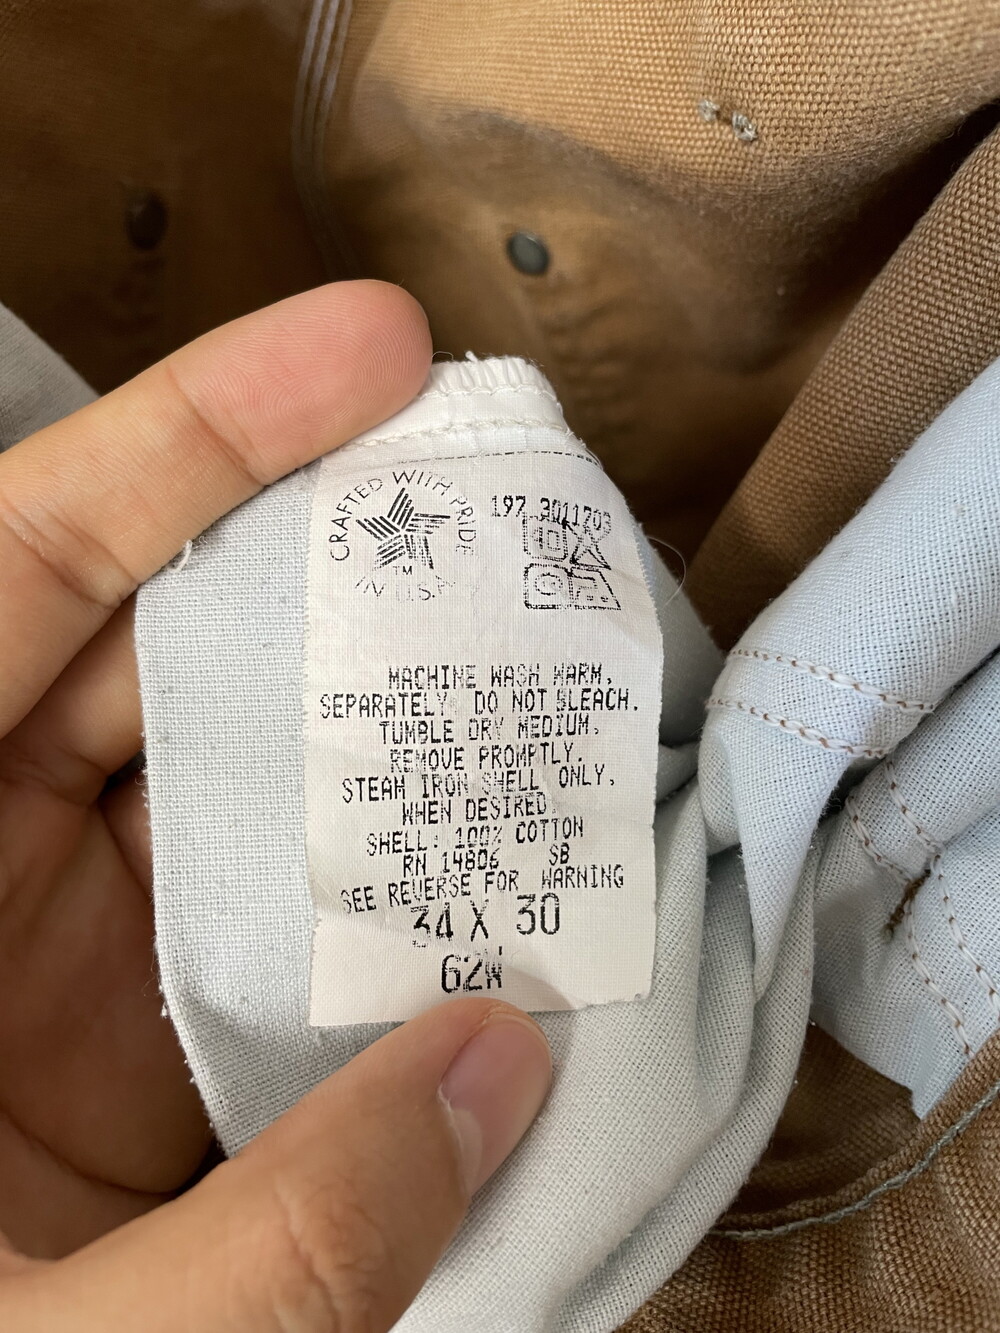 CRAFTED WITH PRIDE
TM
IN U.S.A
197 3011703
MACHINE WASH WARM,
SEPARATELY. DO NOT BLEACH.
TUMBLE DRY MEDIUM,
REMOVE PROMPTLY.
STEAM IRON SHELL ONLY,
WHEN DESIRED.
SHELL: 100% COTTON
RN 14806 SB
SEE REVERSE FOR WARNING
34 X 30
62W